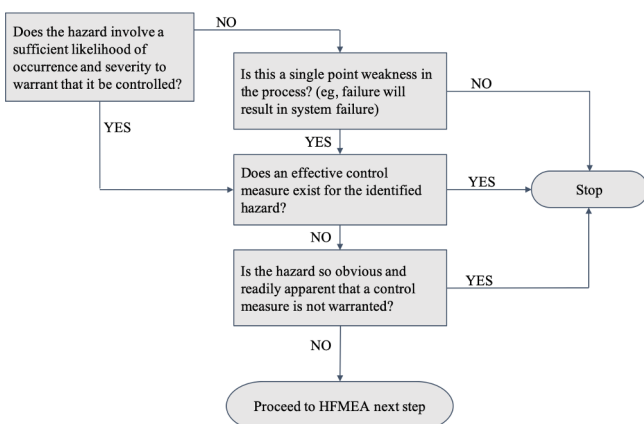 Does the hazard involve a
sufficient likelihood of
occurrence and severity to
warrant that it be controlled?
NO
Is this a single point weakness in
the process? (eg, failure will
result in system failure)
NO
YES
YES
Does an effective control
measure exist for the identified
hazard?
YES
Stop
NO
Is the hazard so obvious and
readily apparent that a control
measure is not warranted?
YES
NO
Proceed to HFMEA next step